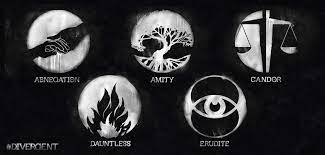 ABNEGATION
AMITY
CANDOR
DAUNTLESS
ERUDITE
#DIVERGENT